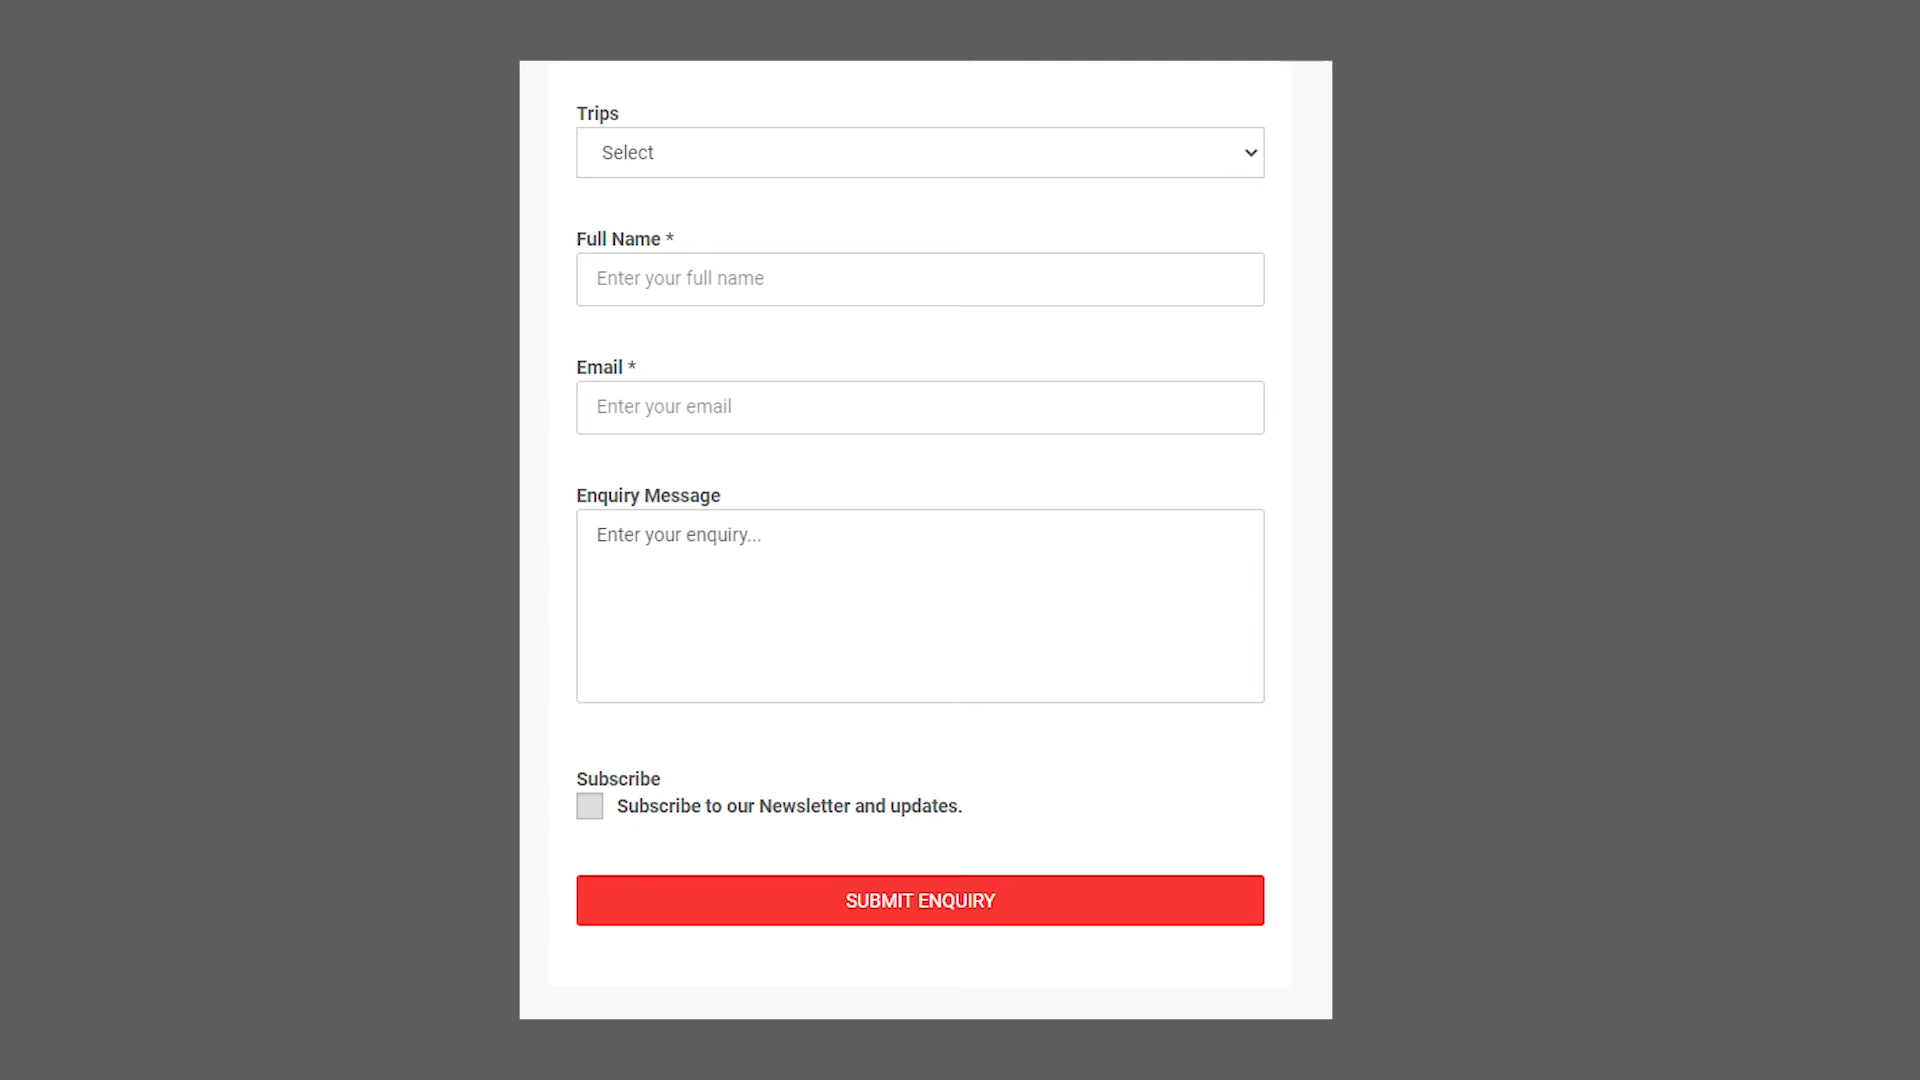 Trips
Select
Full Name *
Enter your full name
Email *
Enter your email
Enquiry Message
Enter your enquiry...
Subscribe
Subscribe to our Newsletter and updates.
SUBMIT ENQUIRY